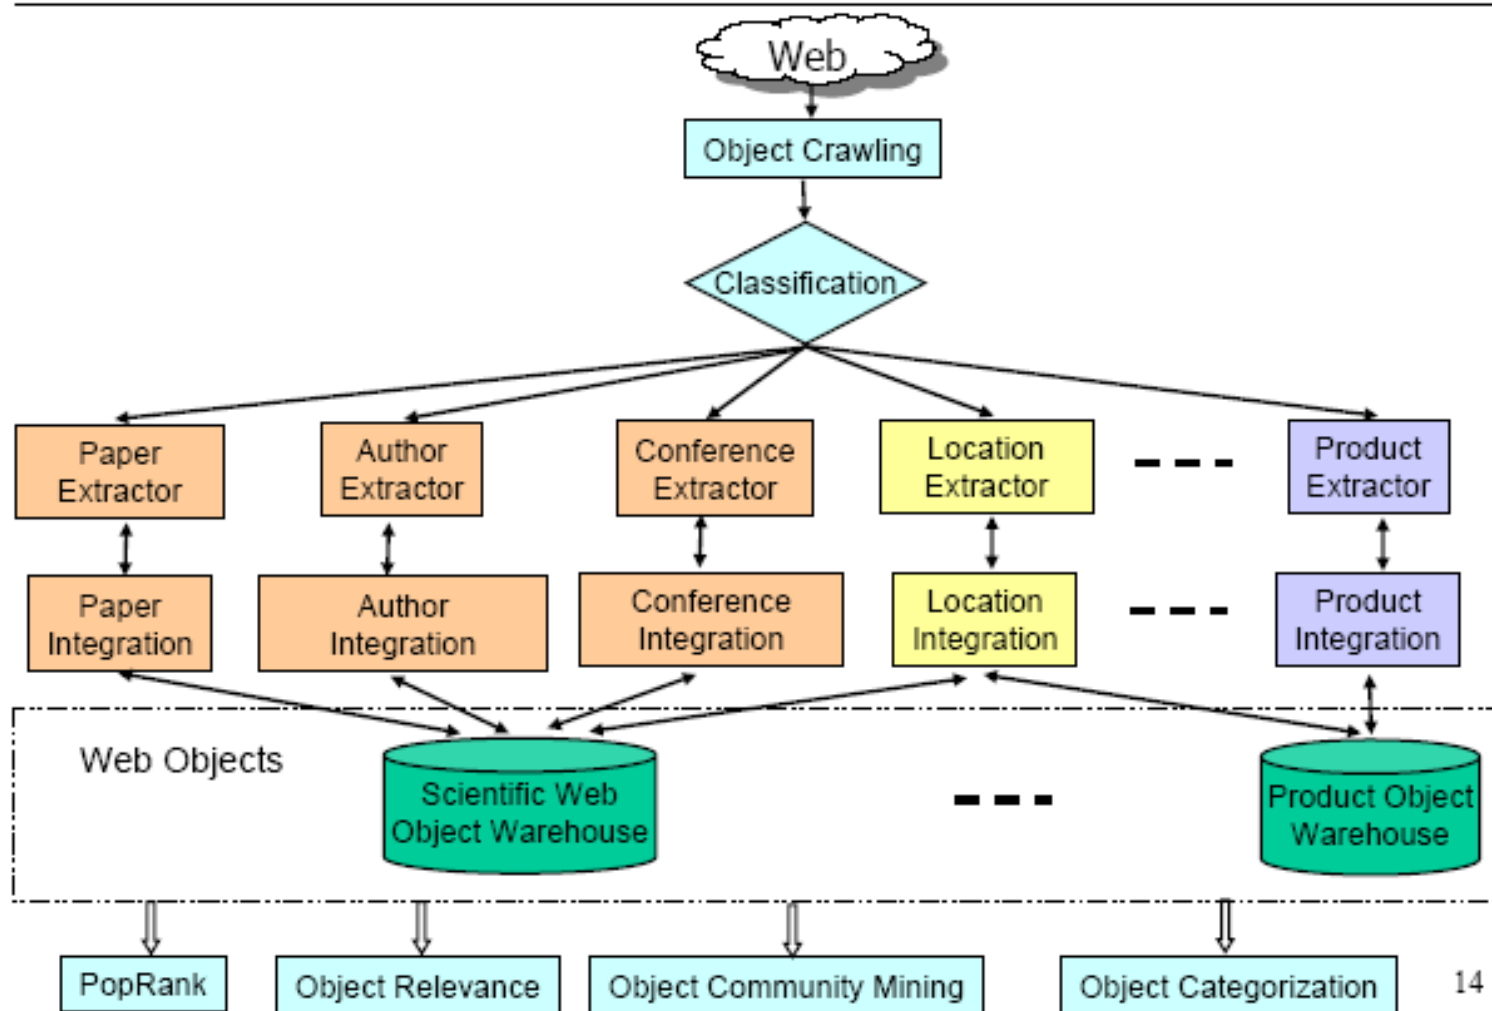 Web
Object Crawling
Classification
Paper
Extractor
Author
Extractor
Conference
Extractor
Location
Extractor
Product
Extractor
Paper
Integration
Author
Integration
Conference
Integration
Location
Integration
Product
Integration
Web Objects
Scientific Web
Object Warehouse
Product Object
Warehouse
PopRank
Object Relevance
Object Community Mining
Object Categorization
14